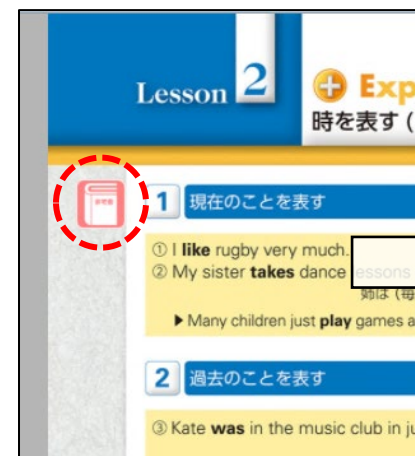 Lesson 2
Exp
時を表す (
参考書
1 現在のことを表す
① I like rugby very much.
② My sister takes dance lessons
姉は (毎
▶ Many children just play games a
2 過去のことを表す
③ Kate was in the music club in ju